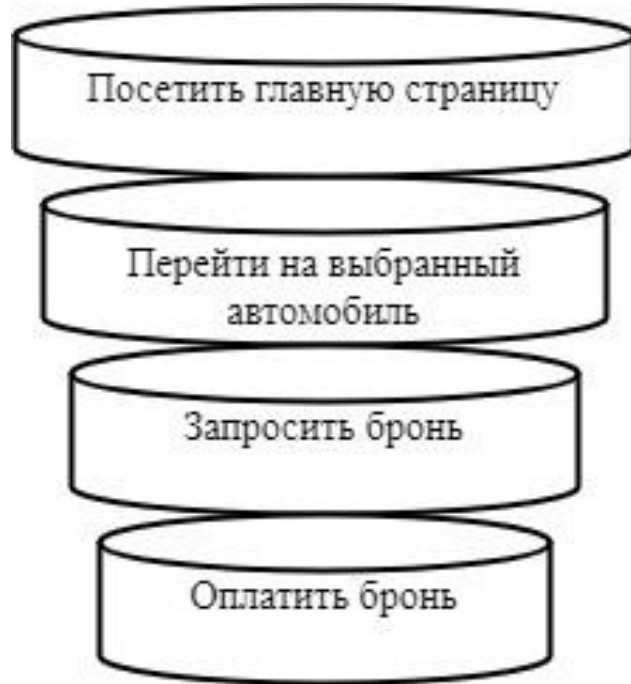 Посетить главную страницу
Перейти на выбранный
автомобиль
Запросить бронь
Оплатить бронь